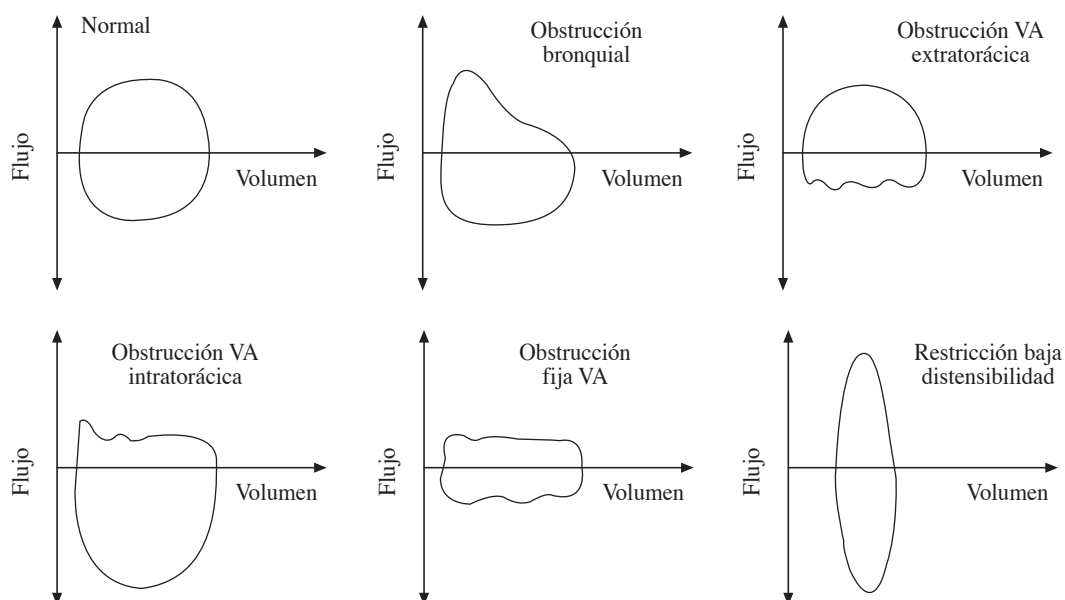 Normal
Flujo
Volumen
Obstrucción
bronquial
Flujo
Volumen
Obstrucción VA
extratorácica
Flujo
Volumen
Obstrucción VA
intratorácica
Flujo
Volumen
Obstrucción
fija VA
Flujo
Volumen
Restricción baja
distensibilidad
Flujo
Volumen